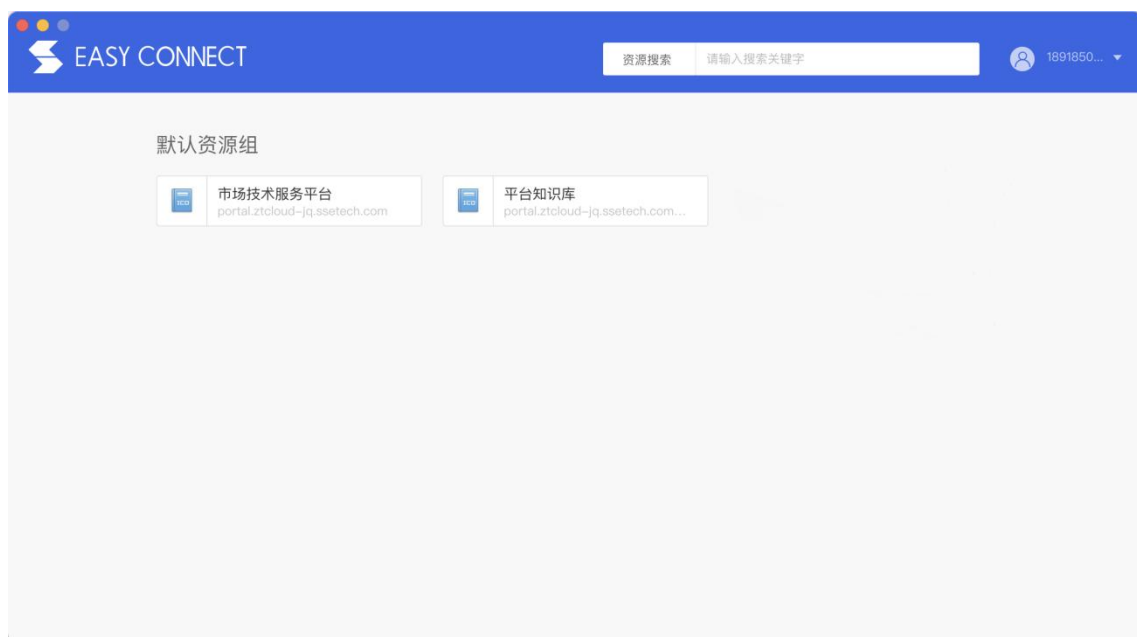 EASY CONNECT
资源搜索 请输入搜索关键字
1891850...
默认资源组
ICO
市场技术服务平台
portal.ztcloud-jq.ssetech.com
ICO
平台知识库
portal.ztcloud-jq.ssetech.com...